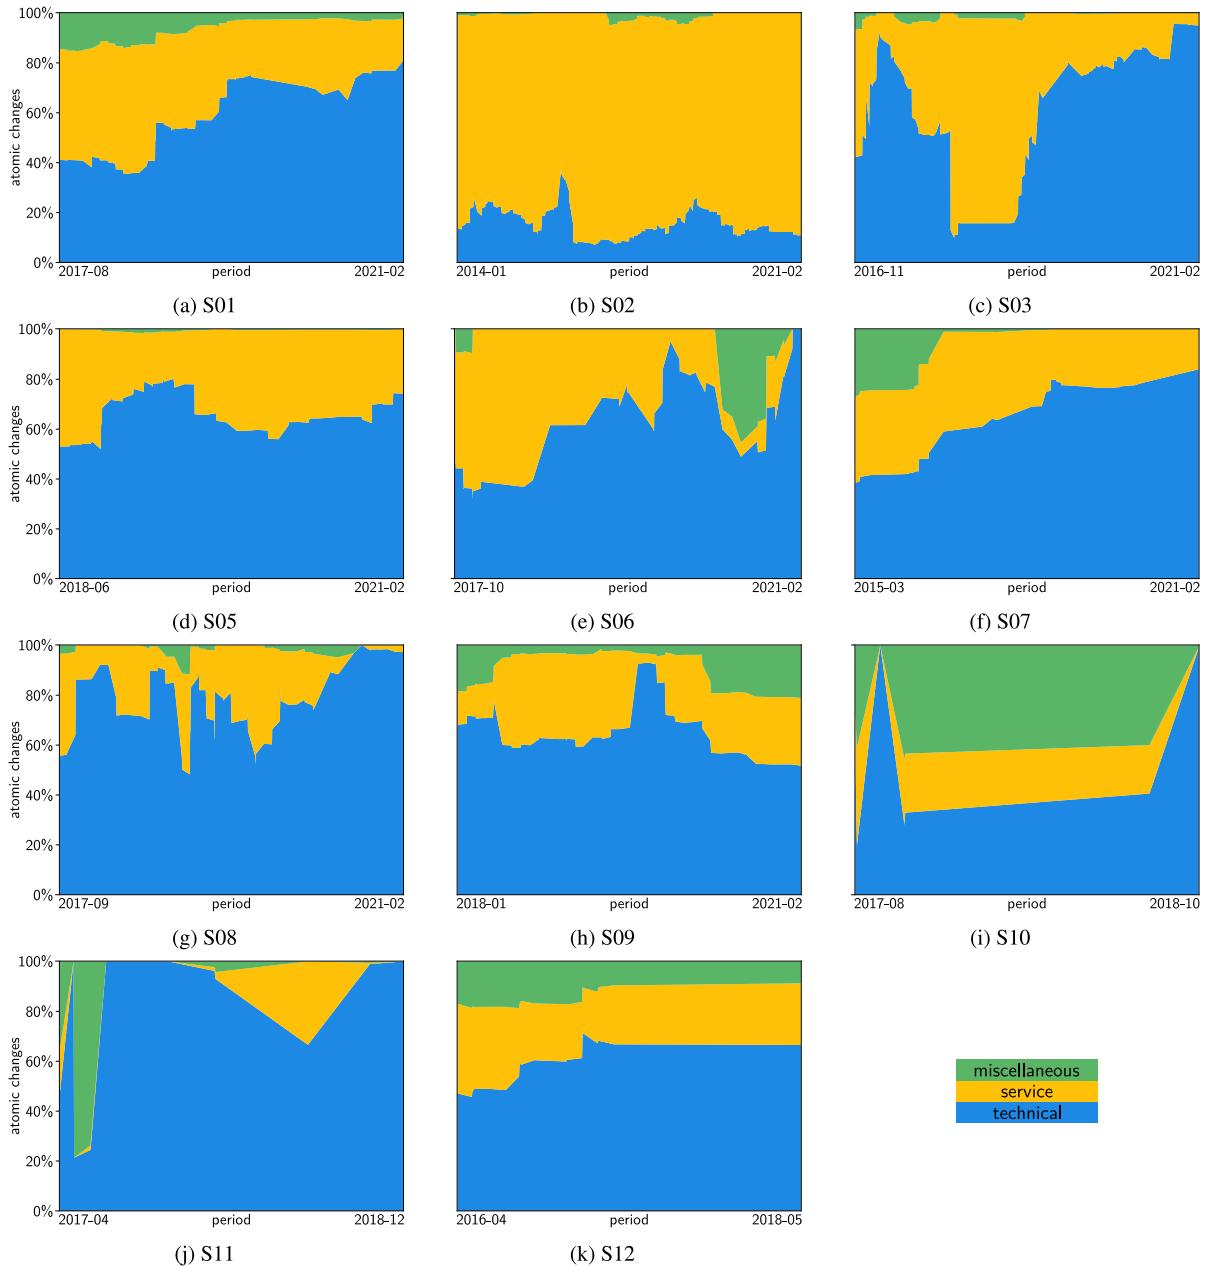 100%
80%
60%
40%
20%
0%
atomic changes
2017-08 period 2021-02
2014-01 period 2021-02
2016-11 period 2021-02
(a) S01
(b) S02
(c) S03
100%
80%
60%
40%
20%
0%
atomic changes
2018-06 period 2021-02
2017-10 period 2021-02
2015-03 period 2021-02
(d) S05
(e) S06
(f) S07
100%
80%
60%
40%
20%
0%
atomic changes
2017-09 period 2021-02
2018-01 period 2021-02
2017-08 period 2018-10
(g) S08
(h) S09
(i) S10
100%
80%
60%
40%
20%
0%
atomic changes
2017-04 period 2018-12
2016-04 period 2018-05
(j) S11
(k) S12
miscellaneous
service
technical